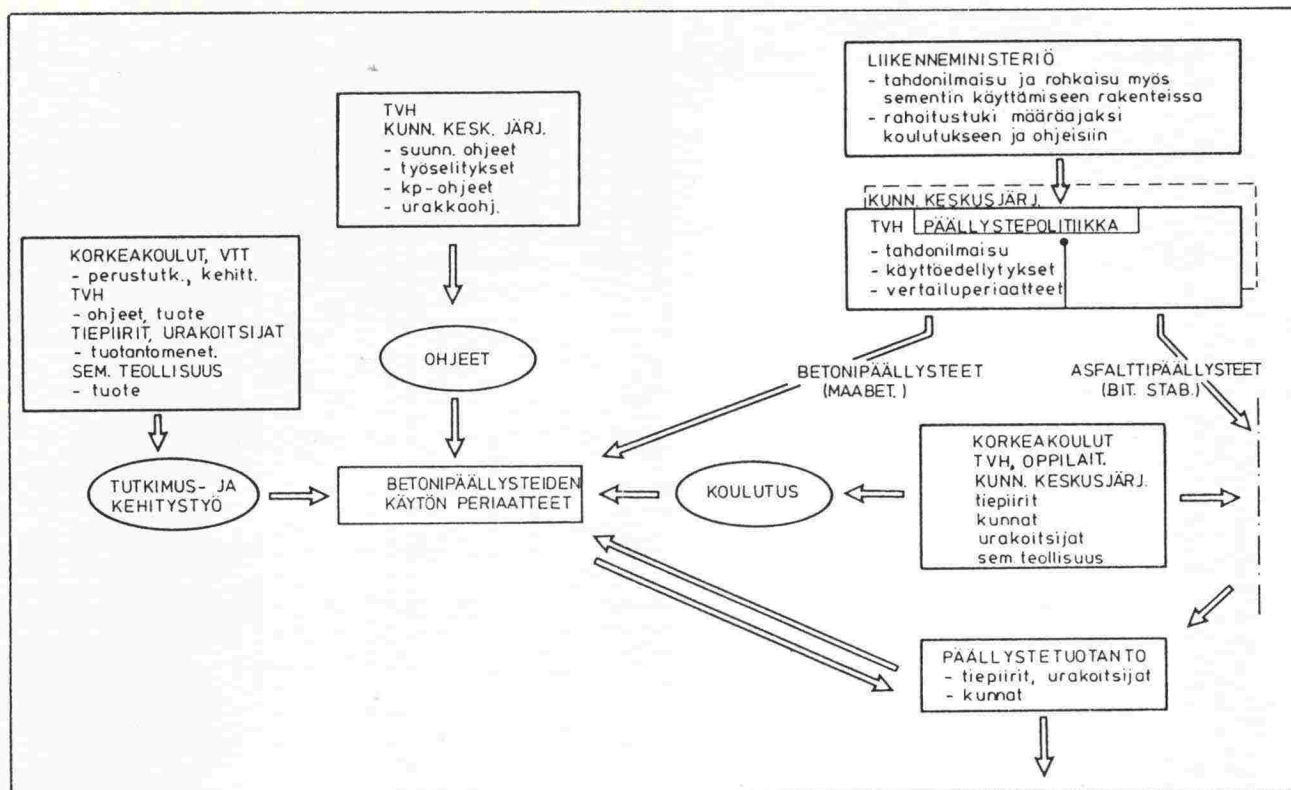 LIIKENNEMINISTERIÖ
- tahdonilmaisu ja rohkaisu myös
sementin käyttämiseen rakenteissa
- rahoitustuki määräajaksi
koulutukseen ja ohjeisiin
TVH
KUNN. KESK. JÄRJ.
- suunn. ohjeet
- työselitykset
- kp-ohjeet
- urakkaohj.
KUNN. KESKUSJÄRJ.
TVH PÄÄLLYSTEPOLITIIKKA
- tahdonilmaisu
- käyttöedellytykset
- vertailuperiaatteet
KORKEAKOULUT, VTT
- perustutk., kehitt.
TVH
- ohjeet, tuote
TIEPIIRIT, URAKOITSIJAT
- tuotantomenet.
SEM. TEOLLISUUS
- tuote
OHJEET
BETONIPÄÄLLYSTEET
(MAABET.)
ASFALTTIPÄÄLLYSTEET
(BIT. STAB.)
TUTKIMUS- JA
KEHITYSTYÖ
BETONIPÄÄLLYSTEIDEN
KÄYTÖN PERIAATTEET
KOULUTUS
KORKEAKOULUT
TVH, OPPILAIT.
KUNN. KESKUSJÄRJ.
tiepiirit
kunnat
urakoitsijat
sem. teollisuus
PÄÄLLYSTETUOTANTO
- tiepiirit, urakoitsijat
- kunnat